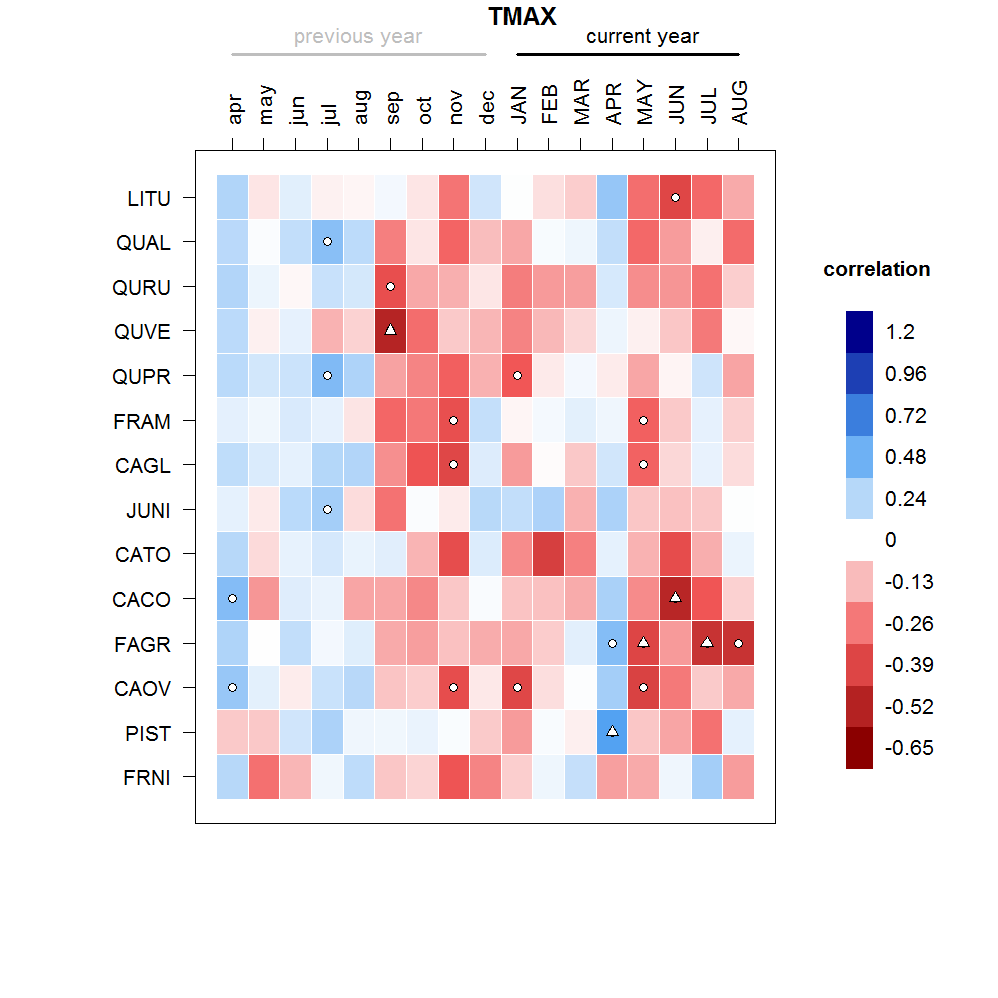 TMAX
previous year current year
apr may jun jul aug sep oct nov dec JAN FEB MAR APR MAY JUN JUL AUG
LITU
QUAL
QURU
QUVE
QUPR
FRAM
CAGL
JUNI
CATO
CACO
FAGR
CAOV
PIST
FRNI
correlation
1.2
0.96
0.72
0.48
0.24
0
-0.13
-0.26
-0.39
-0.52
-0.65